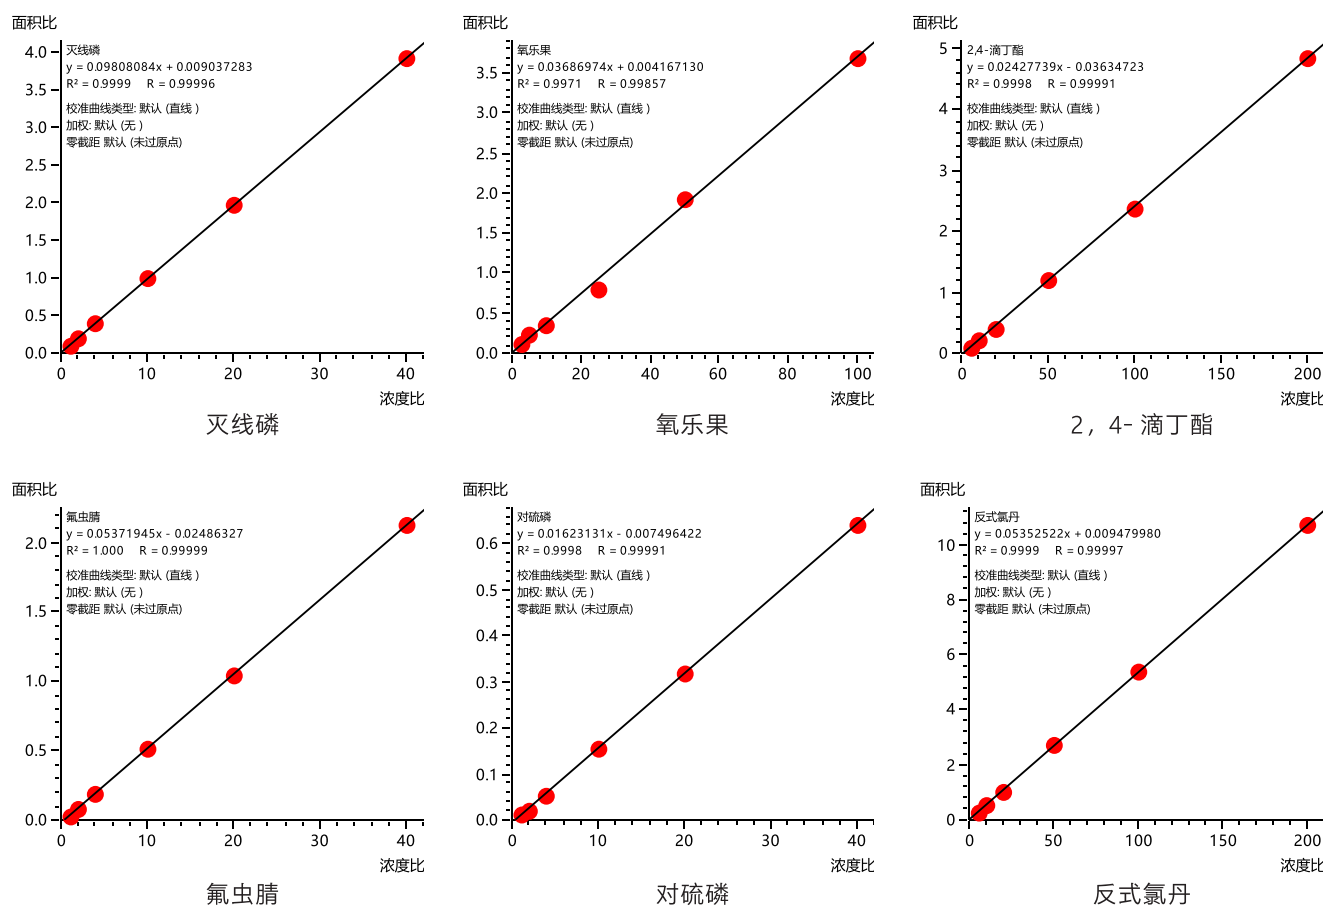 面积比
灭线磷
y = 0.09808084x + 0.009037283
R² = 0.9999 R = 0.99996
校准曲线类型: 默认 (直线 )
加权: 默认 (无 )
零截距 默认 (未过原点)
4.0
3.5
3.0
2.5
2.0
1.5
1.0
0.5
0.0
0 10 20 30 40
浓度比
灭线磷
面积比
氧乐果
y = 0.03686974x + 0.004167130
R² = 0.9971 R = 0.99857
校准曲线类型: 默认 (直线 )
加权: 默认 (无 )
零截距 默认 (未过原点)
3.5
3.0
2.5
2.0
1.5
1.0
0.5
0.0
0 20 40 60 80 100
浓度比
氧乐果
面积比
2,4-滴丁酯
y = 0.02427739x - 0.03634723
R² = 0.9998 R = 0.99991
校准曲线类型: 默认 (直线 )
加权: 默认 (无 )
零截距 默认 (未过原点)
5
4
3
2
1
0
0 50 100 150 200
浓度比
2，4- 滴丁酯
面积比
氟虫腈
y = 0.05371945x - 0.02486327
R² = 1.000 R = 0.99999
校准曲线类型: 默认 (直线 )
加权: 默认 (无 )
零截距 默认 (未过原点)
2.0
1.5
1.0
0.5
0.0
0 10 20 30 40
浓度比
氟虫腈
面积比
对硫磷
y = 0.01623131x - 0.007496422
R² = 0.9998 R = 0.99991
校准曲线类型: 默认 (直线 )
加权: 默认 (无 )
零截距 默认 (未过原点)
0.6
0.5
0.4
0.3
0.2
0.1
0.0
0 10 20 30 40
浓度比
对硫磷
面积比
反式氯丹
y = 0.05352522x + 0.009479980
R² = 0.9999 R = 0.99997
校准曲线类型: 默认 (直线 )
加权: 默认 (无 )
零截距 默认 (未过原点)
10
8
6
4
2
0
0 50 100 150 200
浓度比
反式氯丹